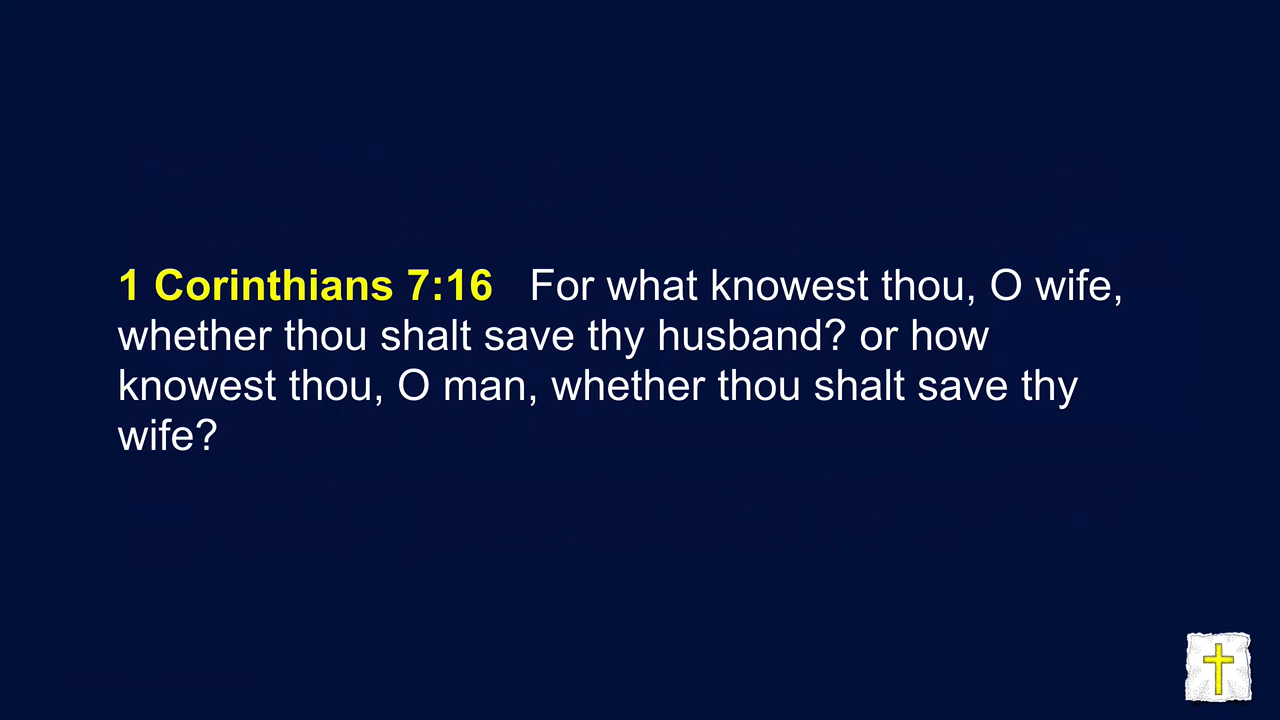 1 Corinthians 7:16 For what knowest thou, O wife,
whether thou shalt save thy husband? or how
knowest thou, O man, whether thou shalt save thy
wife?